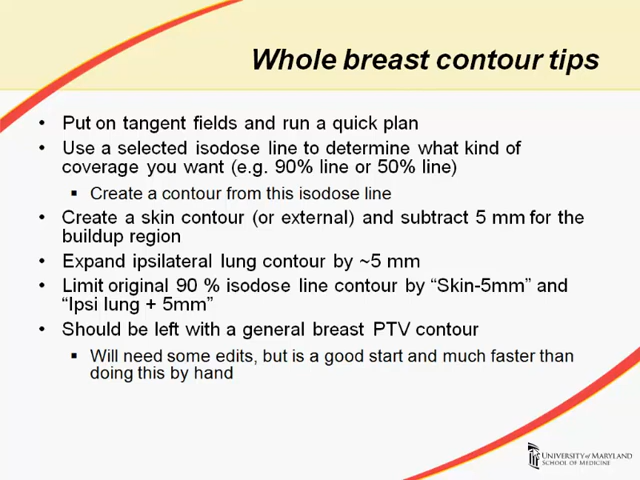 Whole breast contour tips
• Put on tangent fields and run a quick plan
• Use a selected isodose line to determine what kind of
coverage you want (e.g. 90% line or 50% line)
▪ Create a contour from this isodose line
• Create a skin contour (or external) and subtract 5 mm for the
buildup region
• Expand ipsilateral lung contour by ~5 mm
• Limit original 90 % isodose line contour by “Skin-5mm” and
“Ipsi lung + 5mm”
• Should be left with a general breast PTV contour
▪ Will need some edits, but is a good start and much faster than
doing this by hand
UNIVERSITY of MARYLAND
SCHOOL OF MEDICINE